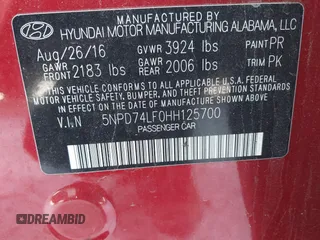 HYUNDAI MOTOR MANUFACTURING ALABAMA, LLC
Aug/26/16 GVWR 3924 lbs PAINT PR
GAWR FRONT 2183 lbs GAWR REAR 2006 lbs TRIM PK
THIS VEHICLE CONFORMS TO ALL APPLICABLE
U.S. FEDERAL MOTOR VEHICLE SAFETY,
BUMPER, AND THEFT PREVENTION STANDARDS
IN EFFECT ON THE DATE OF MANUFACTURE
SHOWN ABOVE.
V.I.N 5NPD74LF0HH125700
PASSENGER CAR
DREAMBID